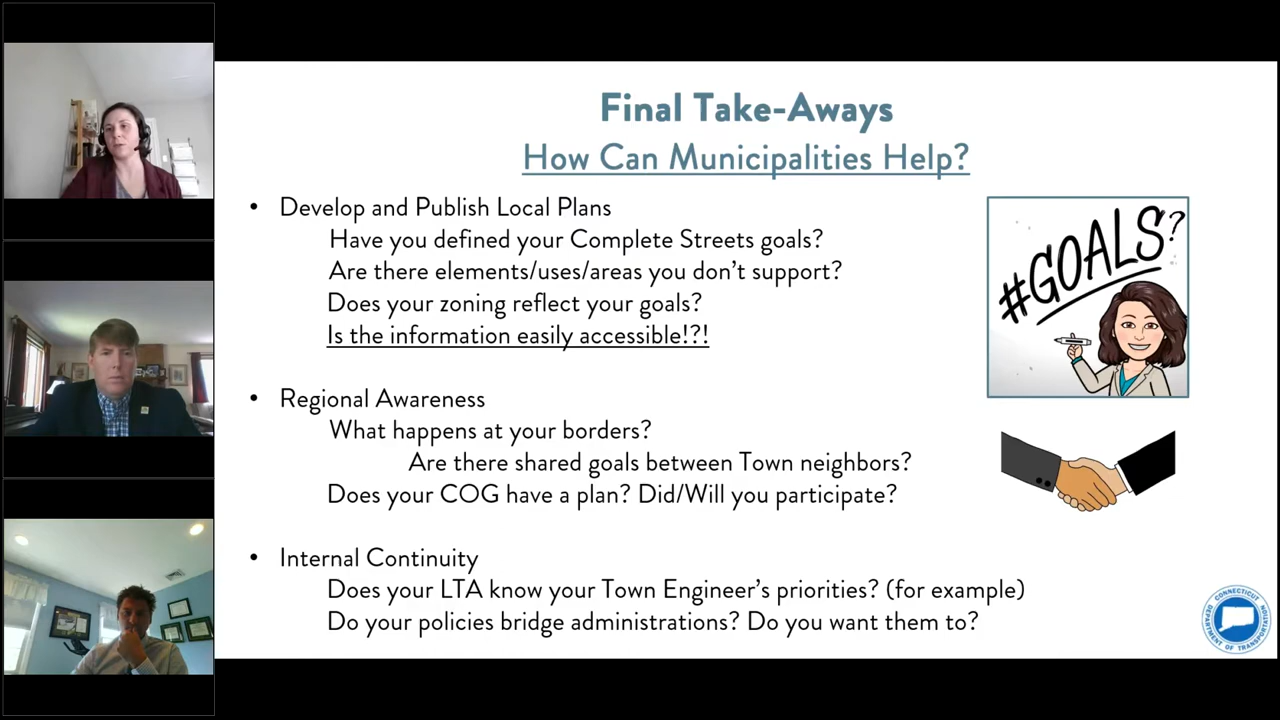 Final Take-Aways
How Can Municipalities Help?
• Develop and Publish Local Plans
Have you defined your Complete Streets goals?
Are there elements/uses/areas you don't support?
Does your zoning reflect your goals?
Is the information easily accessible!?!
#GOALS?
• Regional Awareness
What happens at your borders?
Are there shared goals between Town neighbors?
Does your COG have a plan? Did/Will you participate?
• Internal Continuity
Does your LTA know your Town Engineer's priorities? (for example)
Do your policies bridge administrations? Do you want them to?
CONNECTICUT
DEPARTMENT OF TRANSPORTATION